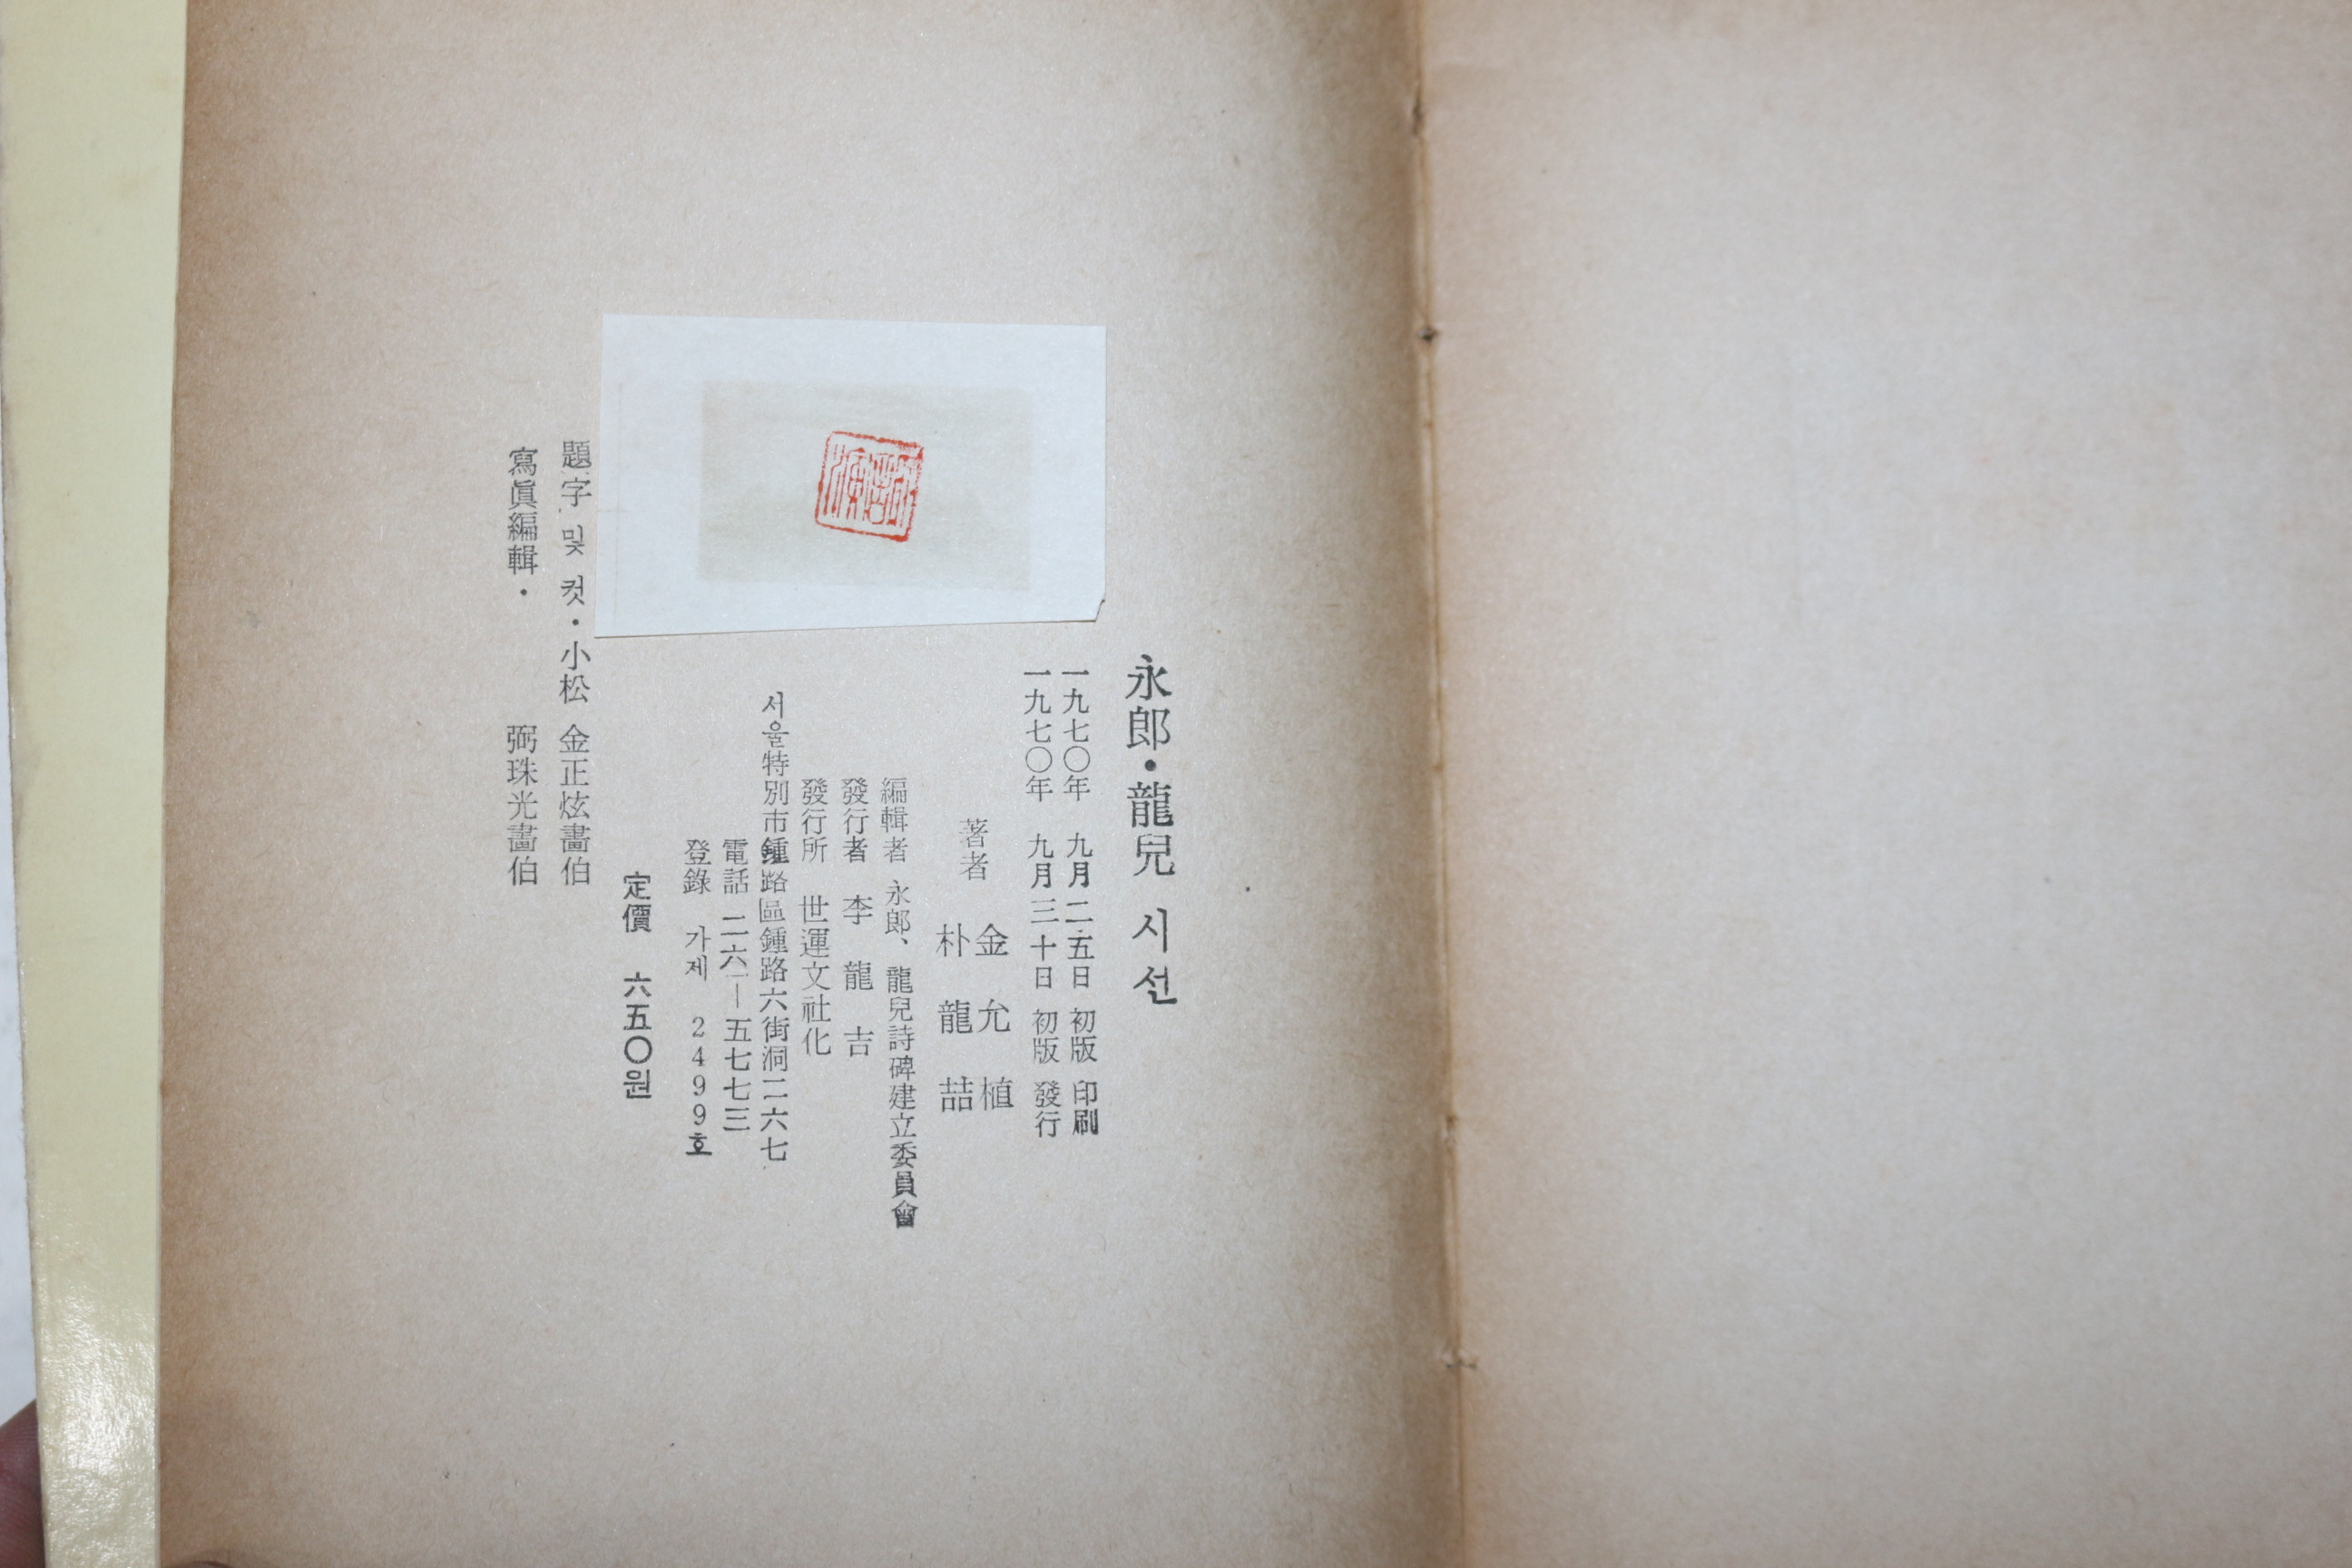 永郎・龍兒 시선
一九七〇年 九月二五日 初版 印刷
一九七〇年 九月三十日 初版 發行
著者 金允植
朴龍喆
編輯者 永郎、龍兒詩碑建立委員會
發行者 李龍吉
發行所 世運文社化
서울特別市鍾路區鍾路六街洞二六七
電話 二六一五七七三
登錄 가제 2499호
定價 六五〇원
題字 및 컷・小松 金正炫畵伯
寫眞編輯・ 弼珠光畵伯